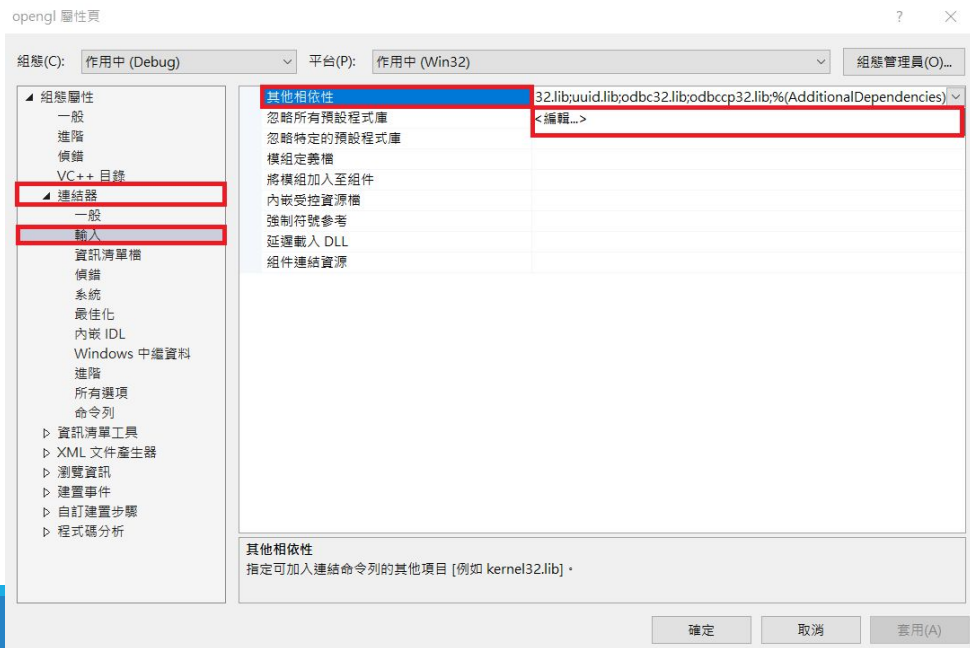 opengl 屬性頁
組態(C): 作用中 (Debug) 平台(P): 作用中 (Win32) 組態管理員(O)...
組態屬性
一般
進階
偵錯
VC++ 目錄
連結器
一般
輸入
資訊清單檔
偵錯
系統
最佳化
內嵌 IDL
Windows 中繼資料
進階
所有選項
命令列
資訊清單工具
XML 文件產生器
瀏覽資訊
建置事件
自訂建置步驟
程式碼分析
其他相依性 32.lib;uuid.lib;odbc32.lib;odbccp32.lib;%(AdditionalDependencies)
忽略所有預設程式庫 <編輯...>
忽略特定的預設程式庫
模組定義檔
將模組加入至組件
內嵌受控資源檔
強制符號參考
延遲載入 DLL
組件連結資源
其他相依性
指定可加入連結命令列的其他項目 [例如 kernel32.lib]。
確定 取消 套用(A)